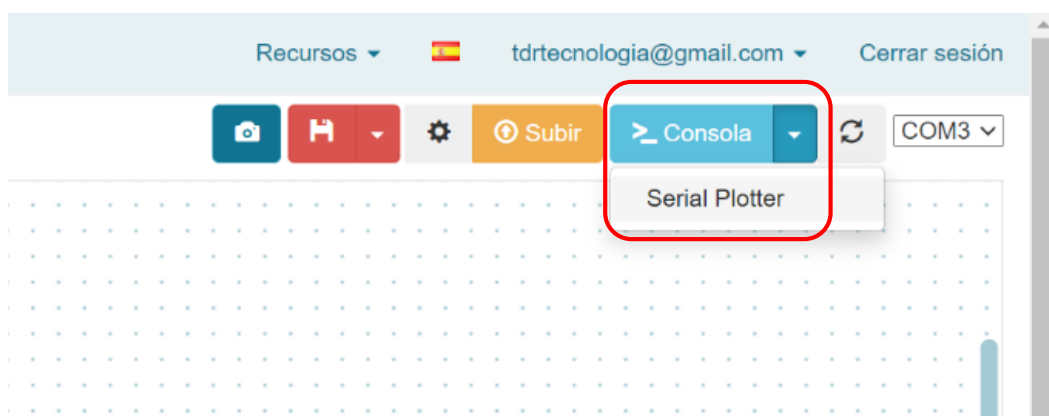 Recursos tdrtecnologia@gmail.com Cerrar sesión
Subir Consola COM3
Serial Plotter